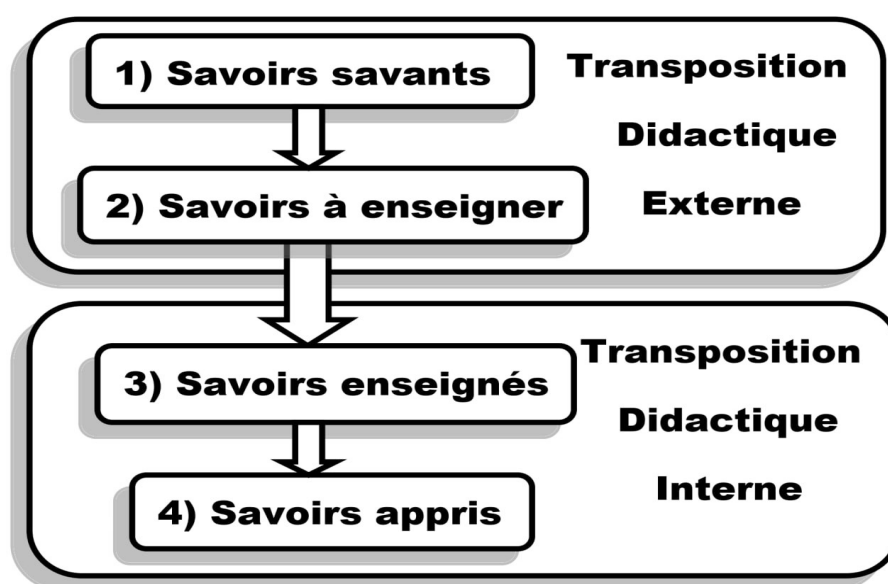 1) Savoirs savants
Transposition
Didactique
Externe
2) Savoirs à enseigner
3) Savoirs enseignés
Transposition
Didactique
Interne
4) Savoirs appris